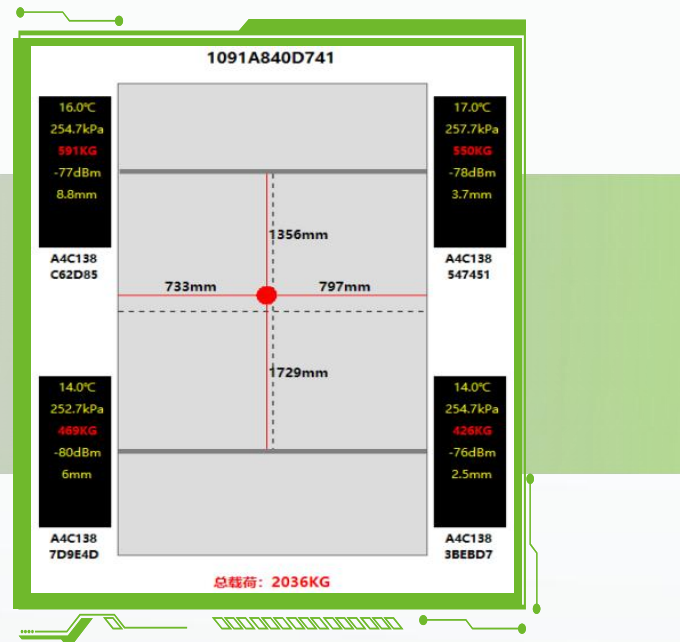 1091A840D741
16.0℃
254.7kPa
591KG
-77dBm
8.8mm
A4C138
C62D85
17.0℃
257.7kPa
550KG
-78dBm
3.7mm
A4C138
547451
1356mm
733mm
797mm
1729mm
14.0℃
252.7kPa
469KG
-80dBm
6mm
A4C138
7D9E4D
14.0℃
254.7kPa
426KG
-76dBm
2.5mm
A4C138
3BEBD7
总载荷：2036KG